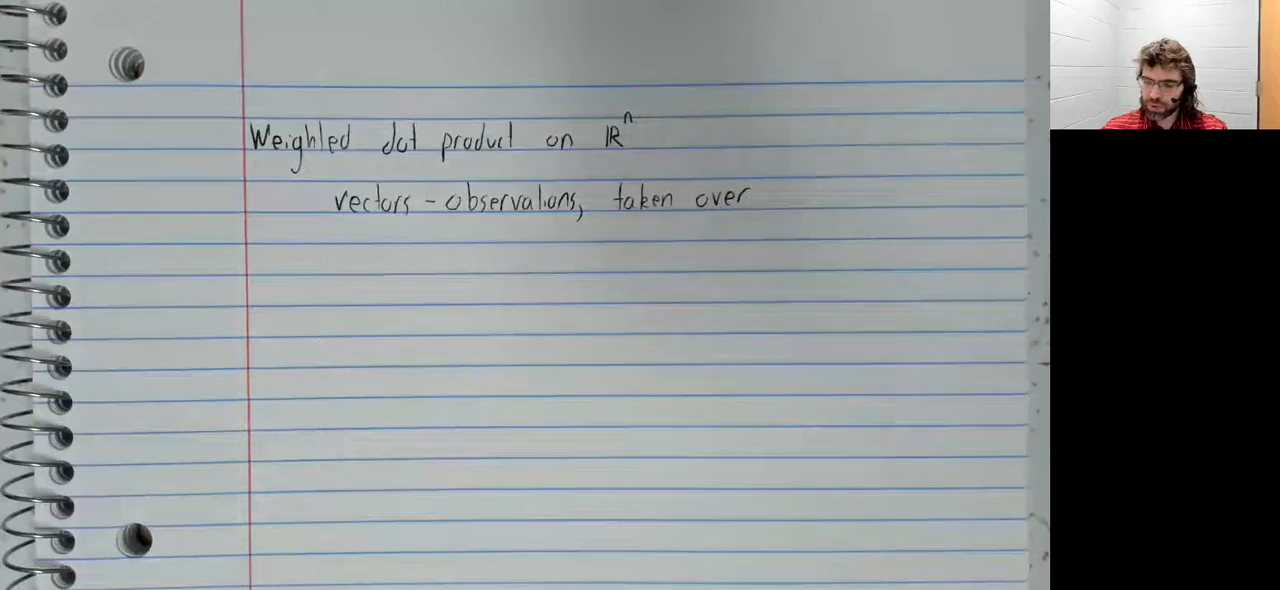 Weighted dot product on ℝⁿ
vectors - observations, taken over